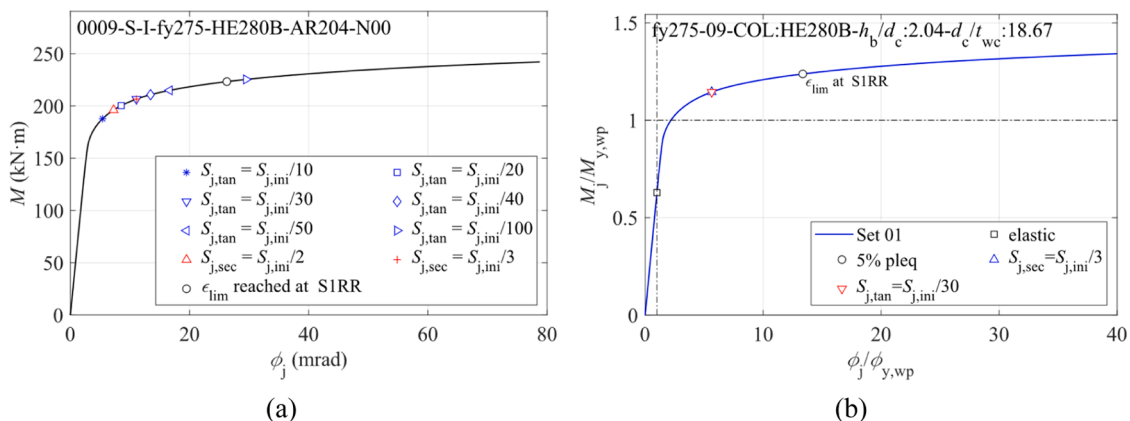 0009-S-I-fy275-HE280B-AR204-N00
250
200
150
100
50
0
M (kN·m)
S_j,tan = S_j,ini/10
S_j,tan = S_j,ini/20
S_j,tan = S_j,ini/30
S_j,tan = S_j,ini/40
S_j,tan = S_j,ini/50
S_j,tan = S_j,ini/100
S_j,sec = S_j,ini/2
S_j,sec = S_j,ini/3
ϵ_lim reached at S1RR
0 20 40 60 80
ϕ_j (mrad)
(a)
fy275-09-COL:HE280B-h_b/d_c:2.04-d_c/t_wc:18.67
1.5
1
0.5
0
M_j/M_y,wp
ϵ_lim at S1RR
Set 01
elastic
5% pleq
S_j,sec=S_j,ini/3
S_j,tan=S_j,ini/30
0 10 20 30 40
ϕ_j/ϕ_y,wp
(b)